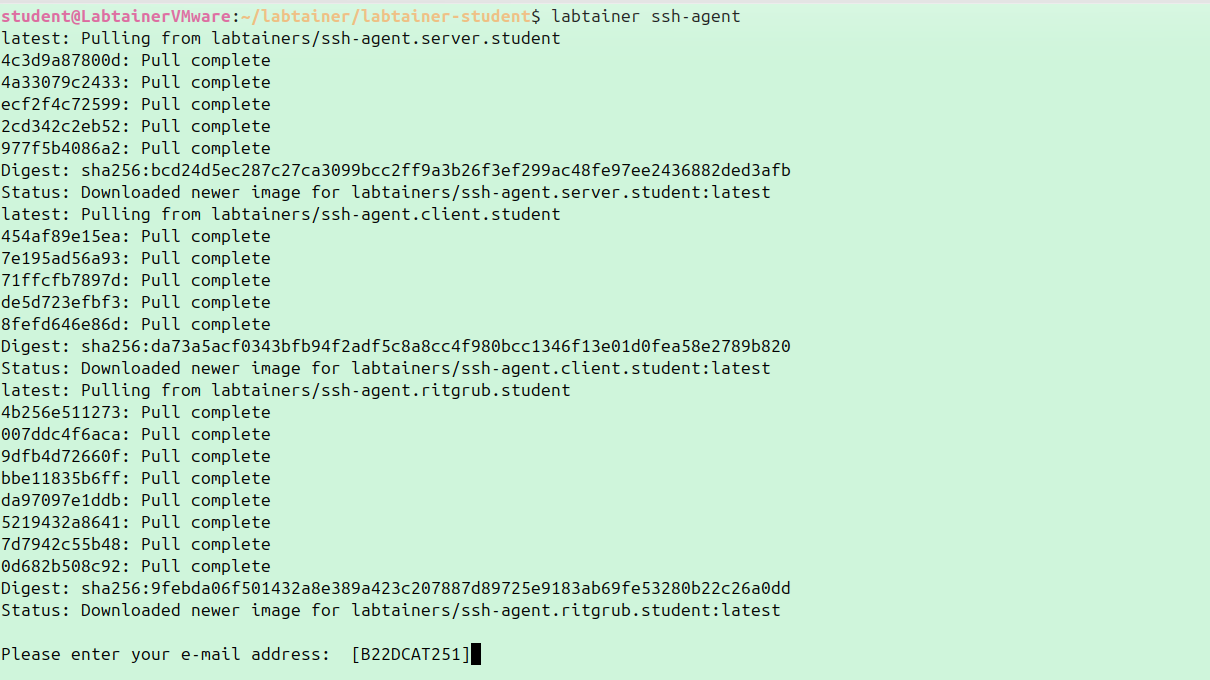 student@LabtainerVMware:~/labtainer/labtainer-student$ labtainer ssh-agent
latest: Pulling from labtainers/ssh-agent.server.student
4c3d9a87800d: Pull complete
4a33079c2433: Pull complete
ecf2f4c72599: Pull complete
2cd342c2eb52: Pull complete
977f5b4086a2: Pull complete
Digest: sha256:bcd24d5ec287c27ca3099bcc2ff9a3b26f3ef299ac48fe97ee2436882ded3afb
Status: Downloaded newer image for labtainers/ssh-agent.server.student:latest
latest: Pulling from labtainers/ssh-agent.client.student
454af89e15ea: Pull complete
7e195ad56a93: Pull complete
71ffcfb7897d: Pull complete
de5d723efbf3: Pull complete
8fefd646e86d: Pull complete
Digest: sha256:da73a5acf0343bfb94f2adf5c8a8cc4f980bcc1346f13e01d0fea58e2789b820
Status: Downloaded newer image for labtainers/ssh-agent.client.student:latest
latest: Pulling from labtainers/ssh-agent.ritgrub.student
4b256e511273: Pull complete
007ddc4f6aca: Pull complete
9dfb4d72660f: Pull complete
bbe11835b6ff: Pull complete
da97097e1ddb: Pull complete
5219432a8641: Pull complete
7d7942c55b48: Pull complete
0d682b508c92: Pull complete
Digest: sha256:9febda06f501432a8e389a423c207887d89725e9183ab69fe53280b22c26a0dd
Status: Downloaded newer image for labtainers/ssh-agent.ritgrub.student:latest
Please enter your e-mail address:  [B22DCAT251]